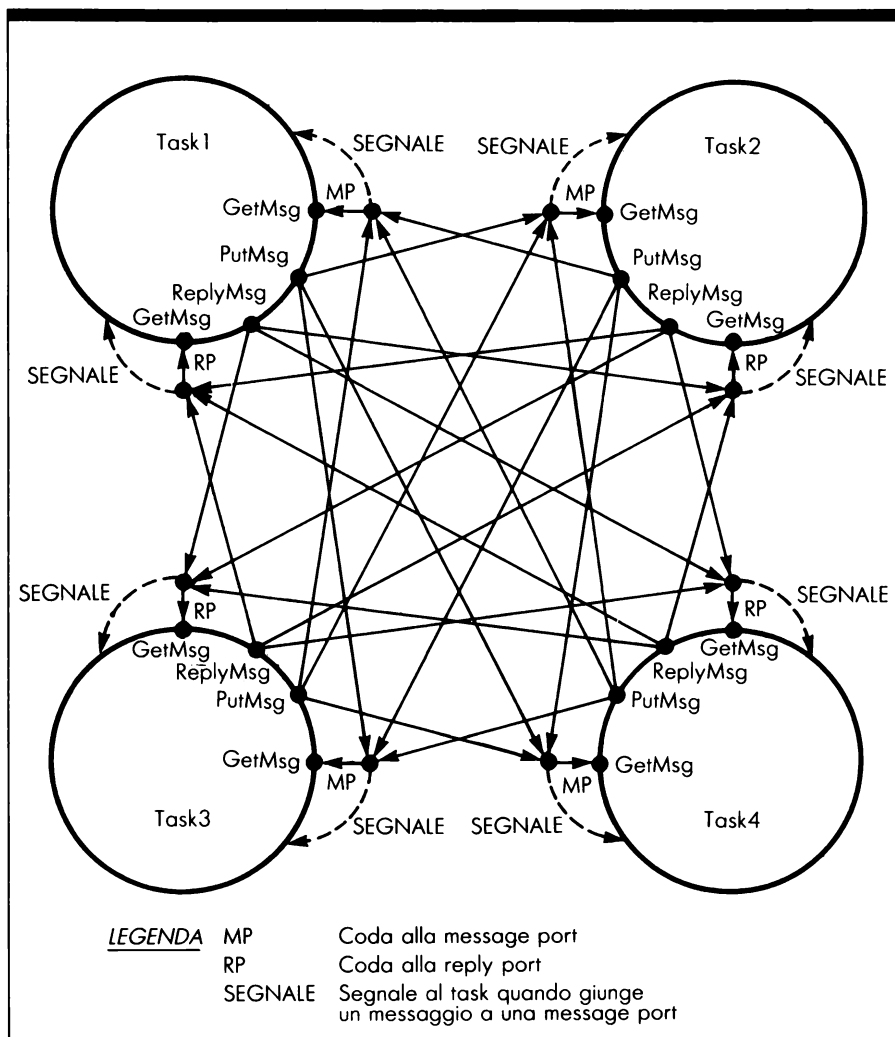 Task1
SEGNALE
SEGNALE
Task2
MP
MP
GetMsg
GetMsg
PutMsg
PutMsg
ReplyMsg
ReplyMsg
GetMsg
GetMsg
RP
RP
SEGNALE
SEGNALE
SEGNALE
SEGNALE
RP
RP
GetMsg
GetMsg
ReplyMsg
ReplyMsg
PutMsg
PutMsg
GetMsg
GetMsg
MP
MP
Task3
SEGNALE
SEGNALE
Task4
LEGENDA MP Coda alla message port
RP Coda alla reply port
SEGNALE Segnale al task quando giunge
un messaggio a una message port